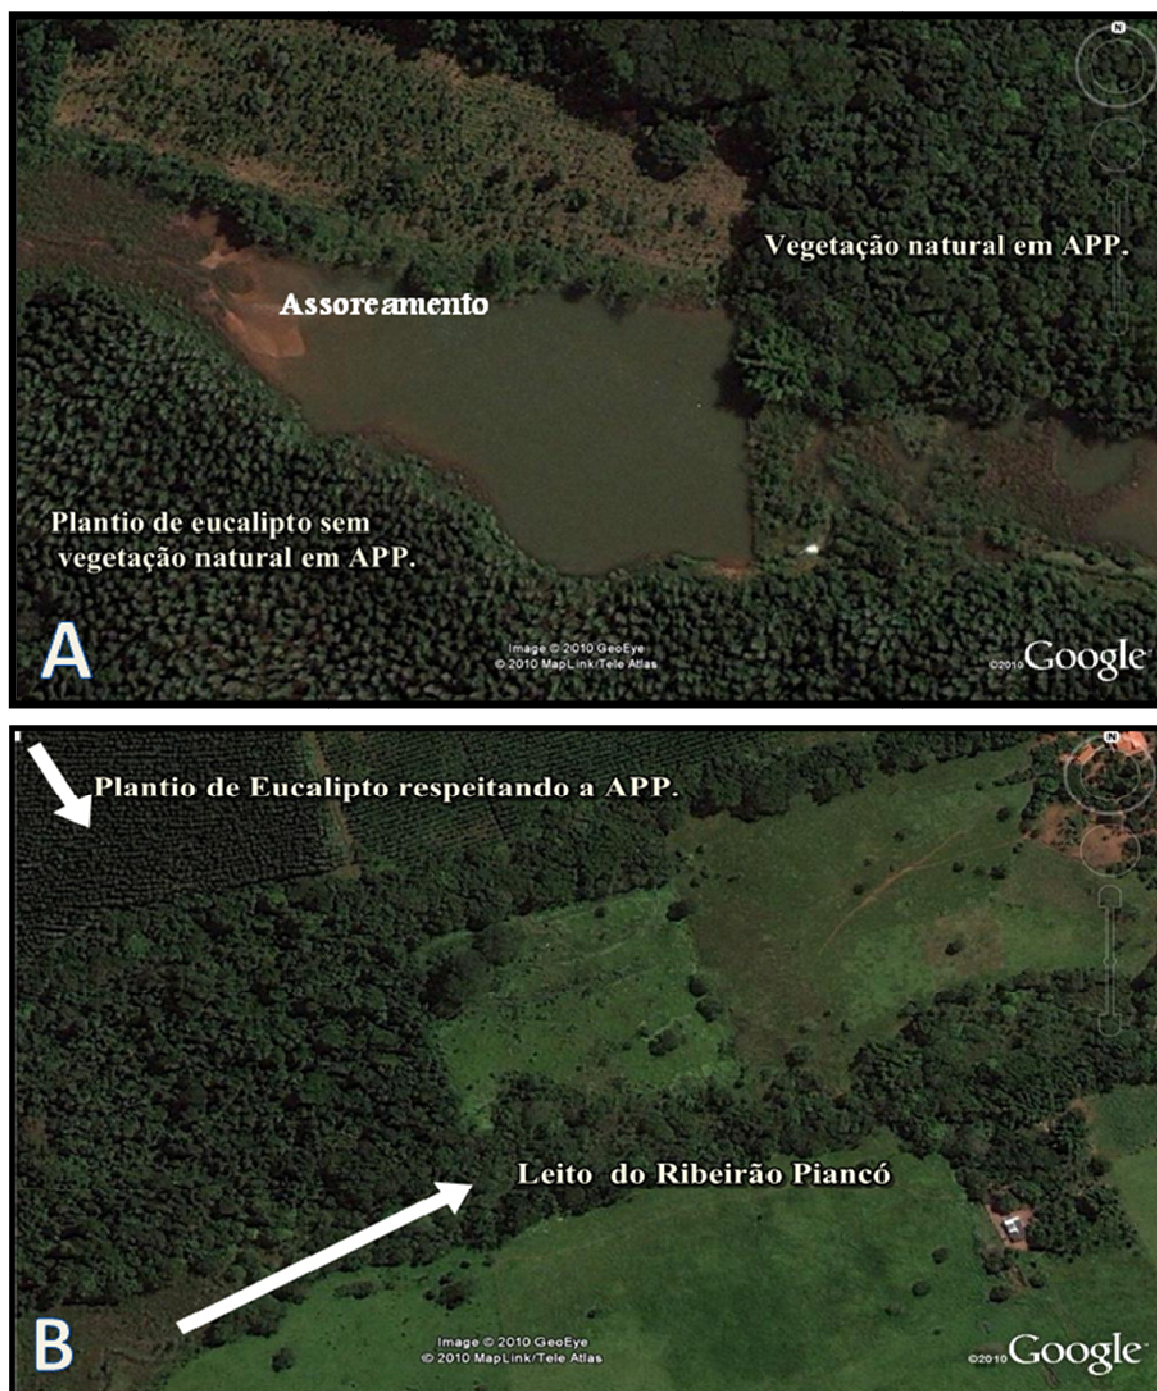 N
Vegetação natural em APP.
Assoreamento
Plantio de eucalipto sem
vegetação natural em APP.
A
Image © 2010 GeoEye
© 2010 MapLink/Tele Atlas
©2010 Google
N
Plantio de Eucalipto respeitando a APP.
Leito do Ribeirão Piancó
B
Image © 2010 GeoEye
© 2010 MapLink/Tele Atlas
©2010 Google